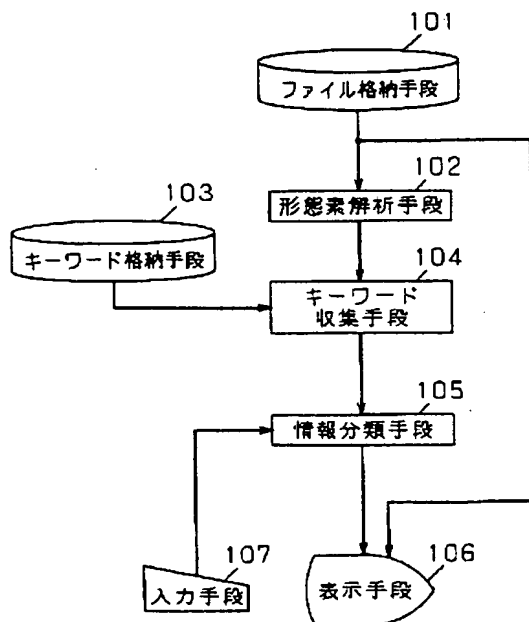 101
ファイル格納手段
102
形態素解析手段
103
キーワード格納手段
104
キーワード
収集手段
105
情報分類手段
107
入力手段
106
表示手段